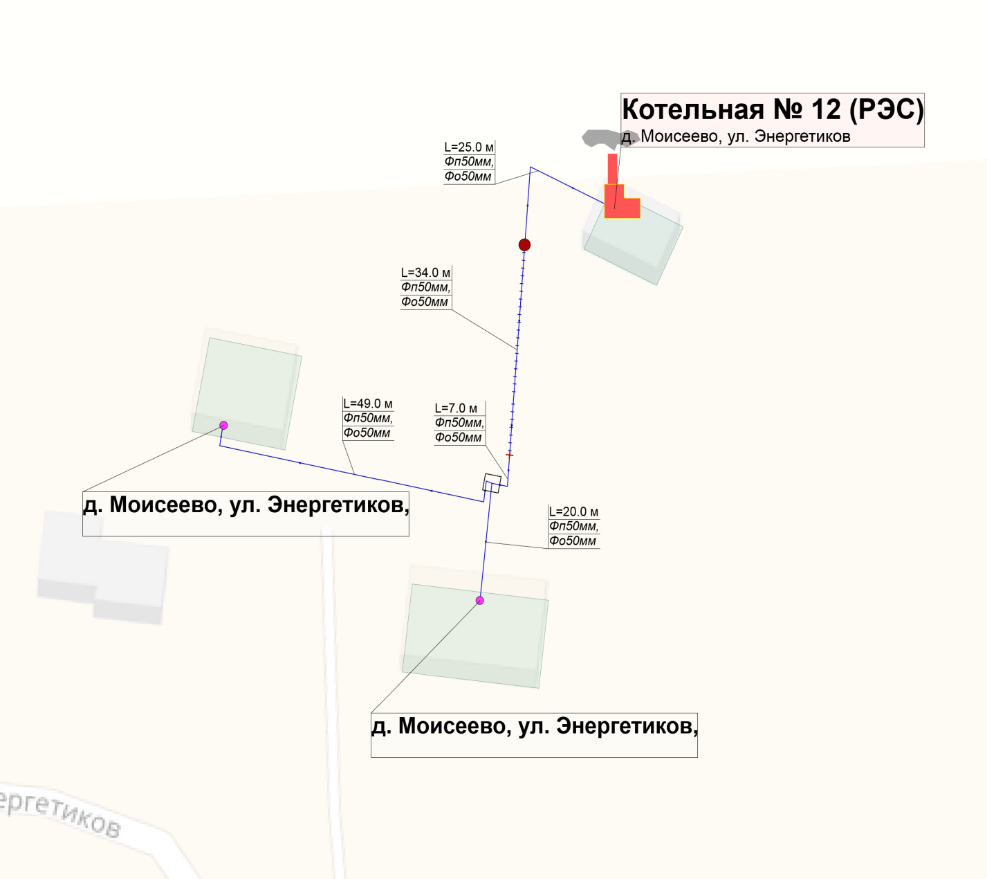 Котельная № 12 (РЭС)
д. Моисеево, ул. Энергетиков
L=25.0 м
Фп50мм,
Фо50мм
L=34.0 м
Фп50мм,
Фо50мм
L=49.0 м
Фп50мм,
Фо50мм
L=7.0 м
Фп50мм,
Фо50мм
д. Моисеево, ул. Энергетиков,
L=20.0 м
Фп50мм,
Фо50мм
д. Моисеево, ул. Энергетиков,
ергетиков